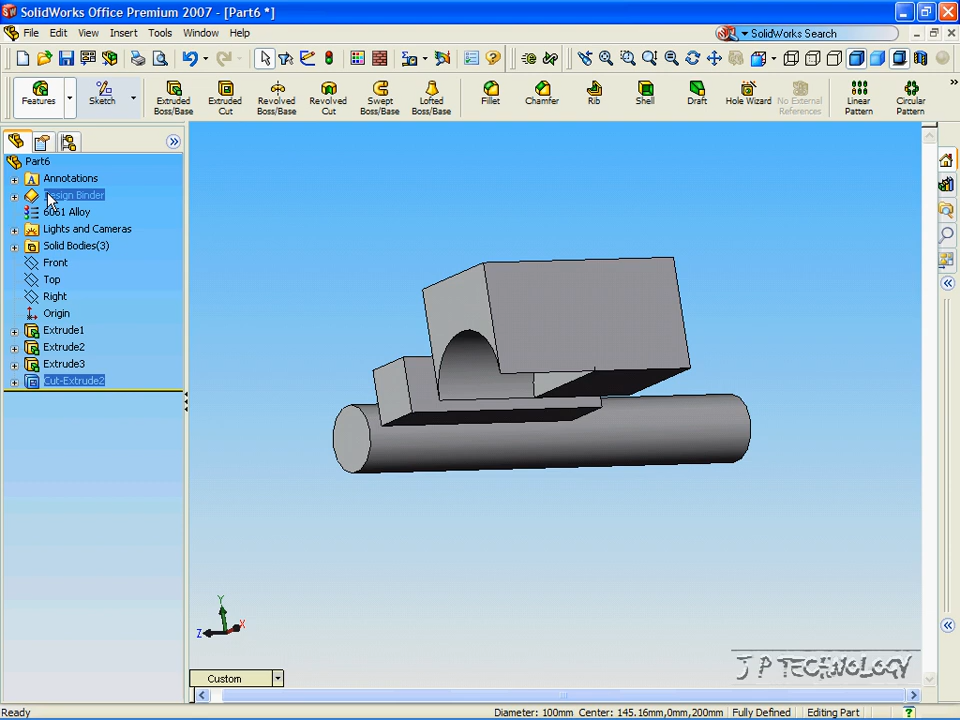 SolidWorks Office Premium 2007 - [Part6 *]
File Edit View Insert Tools Window Help SolidWorks Search
Features Sketch Extruded Boss/Base Extruded Cut Revolved Boss/Base Revolved Cut Swept Boss/Base Lofted Boss/Base Fillet Chamfer Rib Shell Draft Hole Wizard No External References Linear Pattern Circular Pattern
Part6
Annotations
Design Binder
6061 Alloy
Lights and Cameras
Solid Bodies(3)
Front
Top
Right
Origin
Extrude1
Extrude2
Extrude3
Cut-Extrude2
Y
Z X
J P TECHNOLOGY
Custom
Ready Diameter: 100mm Center: 145.16mm,0mm,200mm Fully Defined Editing Part